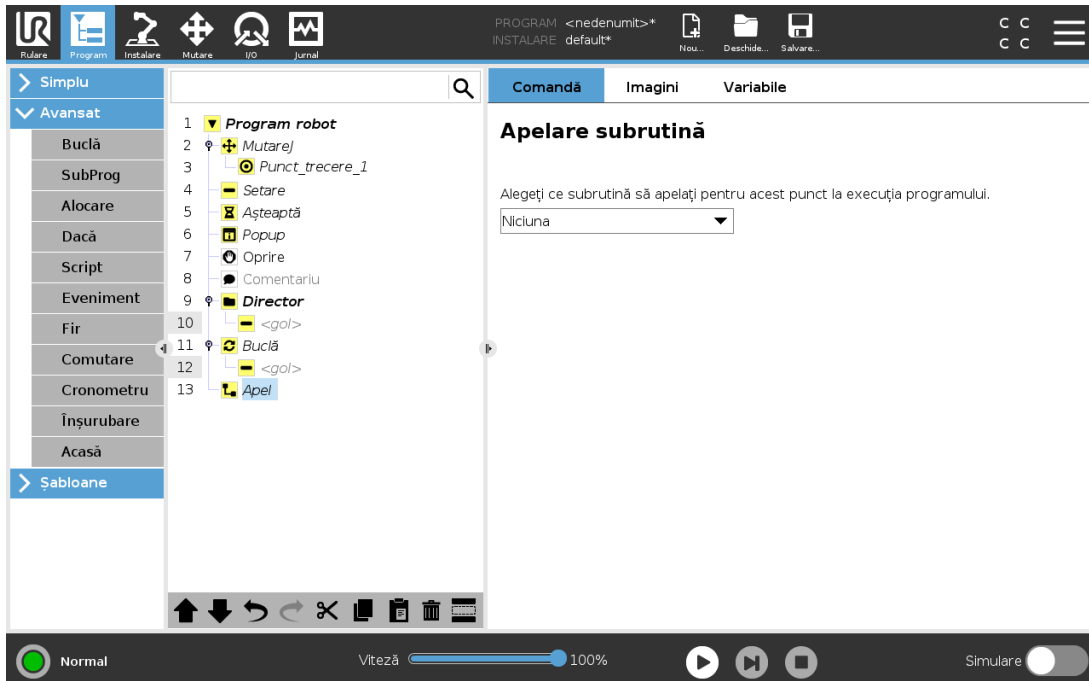 Rulare
Program
Instalare
Mutare
I/O
Jurnal
PROGRAM <nedenumit>*
INSTALARE default*
Nou...
Deschide...
Salvare...
C C
C C
Simplu
Avansat
Buclă
SubProg
Alocare
Dacă
Script
Eveniment
Fir
Comutare
Cronometru
Înșurubare
Acasă
Șabloane
1 Program robot
2 MutareJ
3 Punct_trecere_1
4 Setare
5 Așteaptă
6 Popup
7 Oprire
8 Comentariu
9 Director
10 <gol>
11 Buclă
12 <gol>
13 Apel
Comandă
Imagini
Variabile
Apelare subrutină
Alegeți ce subrutină să apelați pentru acest punct la execuția programului.
Niciuna
Normal
Viteză
100%
Simulare